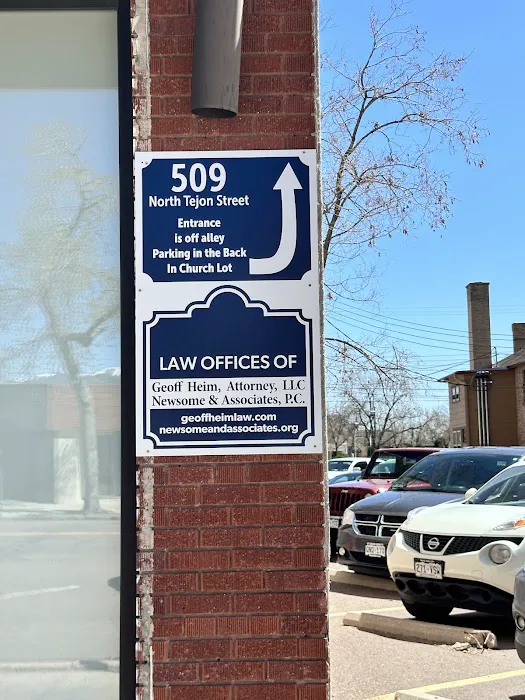 509
North Tejon Street
Entrance
is off alley
Parking in the Back
In Church Lot
LAW OFFICES OF
Geoff Heim, Attorney, LLC
Newsome & Associates, P.C.
geoffheimlaw.com
newsomeandassociates.org